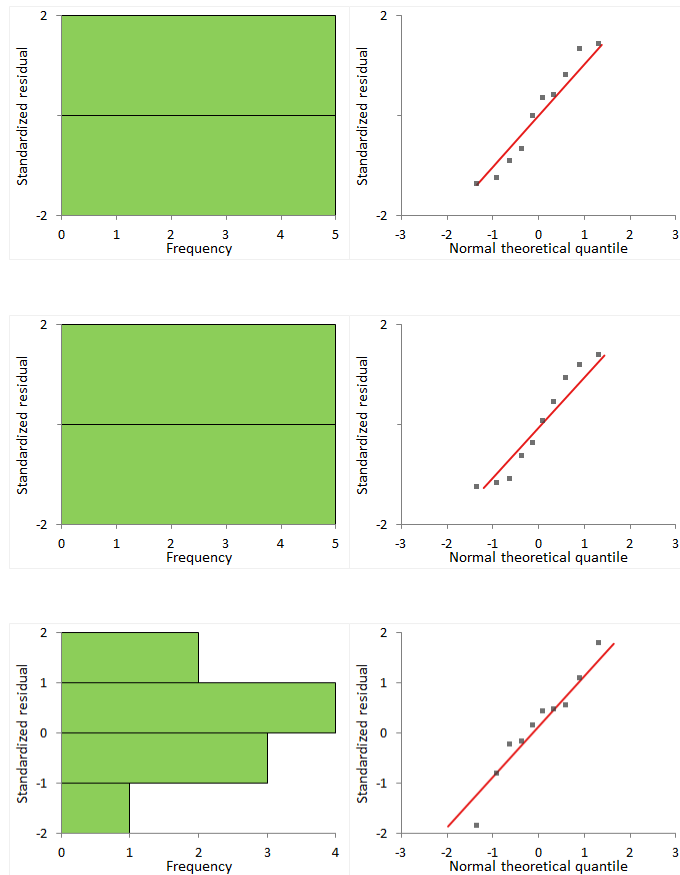 Standardized residual
2
-2
0 1 2 3 4 5
Frequency
Standardized residual
2
-2
-3 -2 -1 0 1 2 3
Normal theoretical quantile
Standardized residual
2
-2
0 1 2 3 4 5
Frequency
Standardized residual
2
-2
-3 -2 -1 0 1 2 3
Normal theoretical quantile
Standardized residual
2
1
0
-1
-2
0 1 2 3 4
Frequency
Standardized residual
2
1
0
-1
-2
-3 -2 -1 0 1 2 3
Normal theoretical quantile